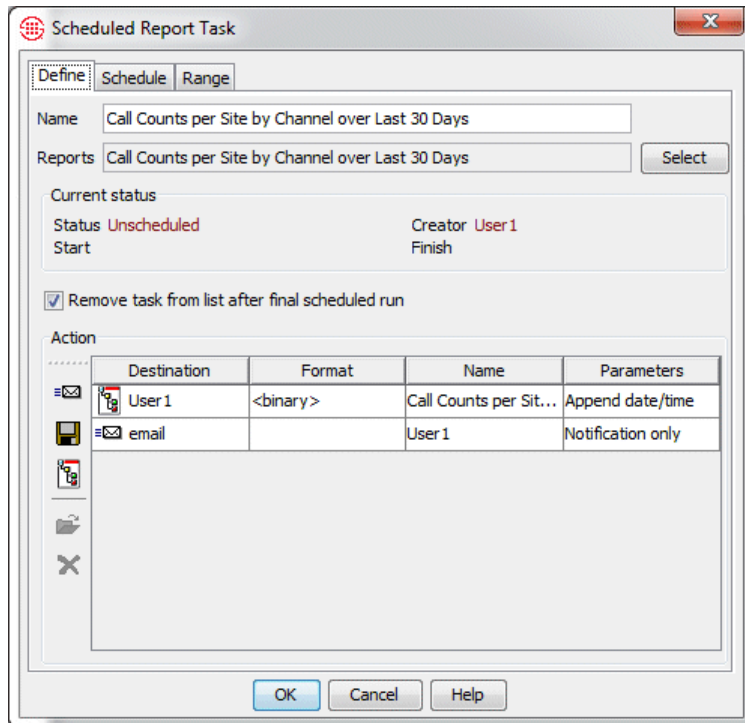 Scheduled Report Task
Define Schedule Range
Name Call Counts per Site by Channel over Last 30 Days
Reports Call Counts per Site by Channel over Last 30 Days Select
Current status
Status Unscheduled Creator User1
Start Finish
Remove task from list after final scheduled run
Action
Destination Format Name Parameters
User1 <binary> Call Counts per Sit... Append date/time
email User1 Notification only
OK Cancel Help